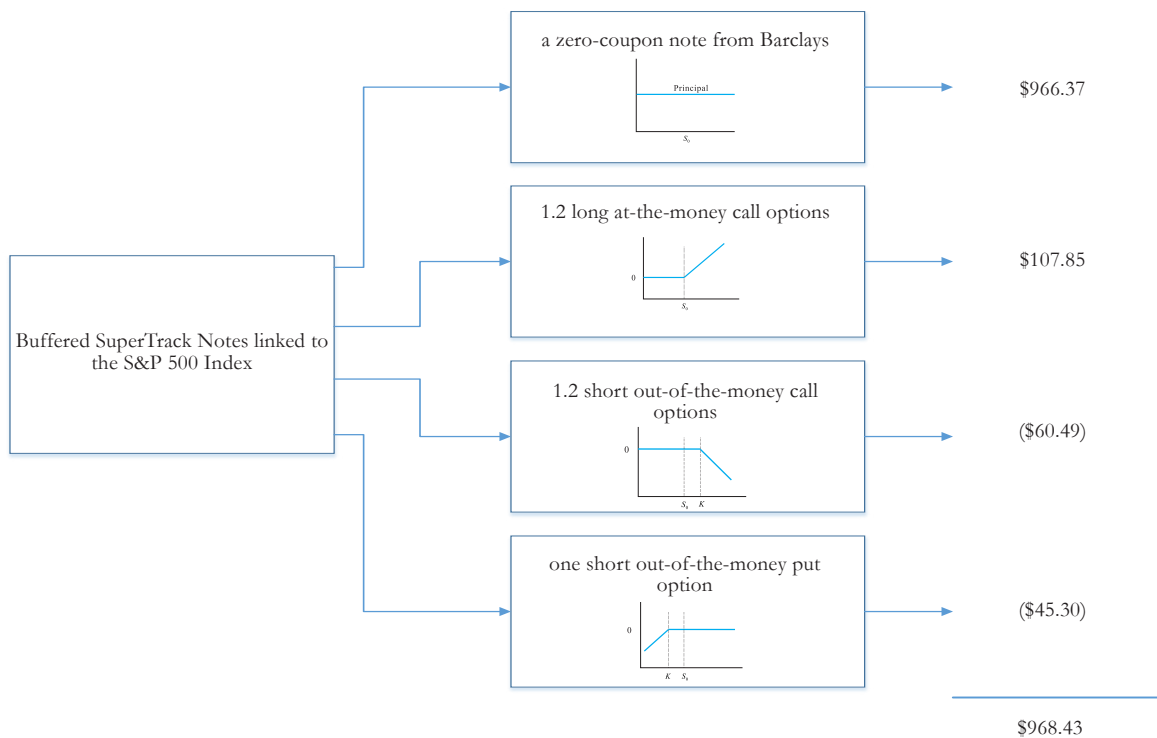 a zero-coupon note from Barclays
Principal
S₀
$966.37
1.2 long at-the-money call options
0
S₀
$107.85
Buffered SuperTrack Notes linked to
the S&P 500 Index
1.2 short out-of-the-money call
options
0
S₀ K
($60.49)
one short out-of-the-money put
option
0
K S₀
($45.30)
$968.43